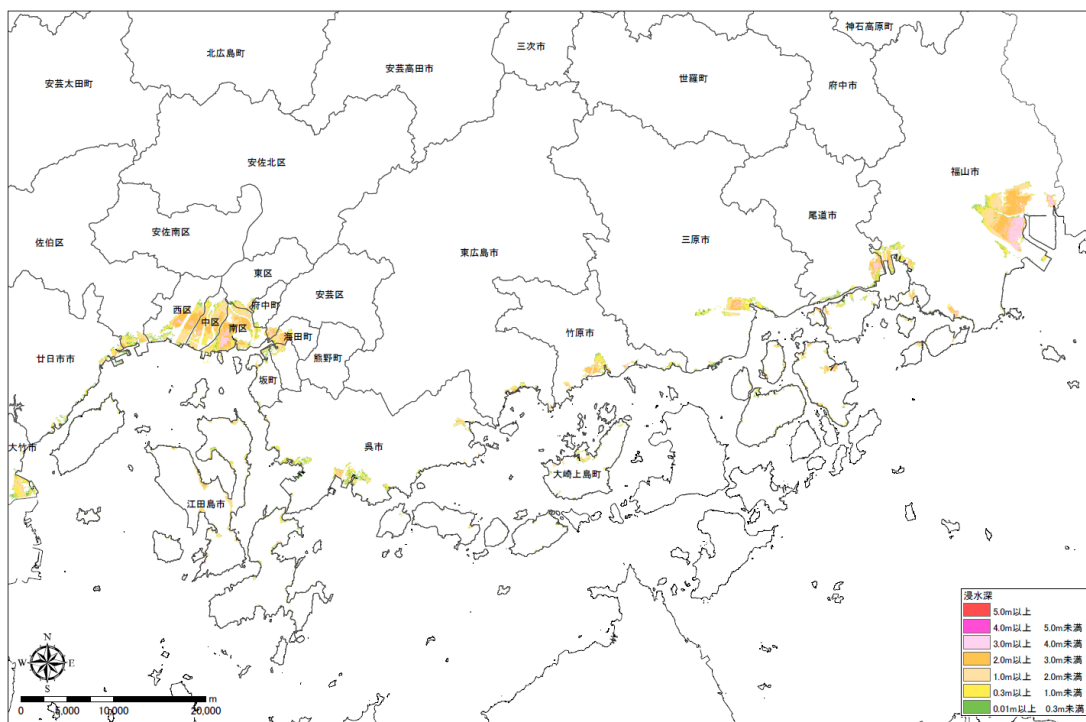 神石高原町
三次市
北広島町
安芸高田市
世羅町
府中市
安芸太田町
安佐北区
福山市
尾道市
安佐南区
佐伯区
三原市
東広島市
東区
安芸区
府中町
西区
中区
南区
海田町
竹原市
廿日市市
熊野町
坂町
大竹市
呉市
大崎上島町
江田島市
浸水深
5.0m以上
4.0m以上 5.0m未満
3.0m以上 4.0m未満
2.0m以上 3.0m未満
1.0m以上 2.0m未満
0.3m以上 1.0m未満
0.01m以上 0.3m未満
N
W E
S
0 5,000 10,000 20,000 m